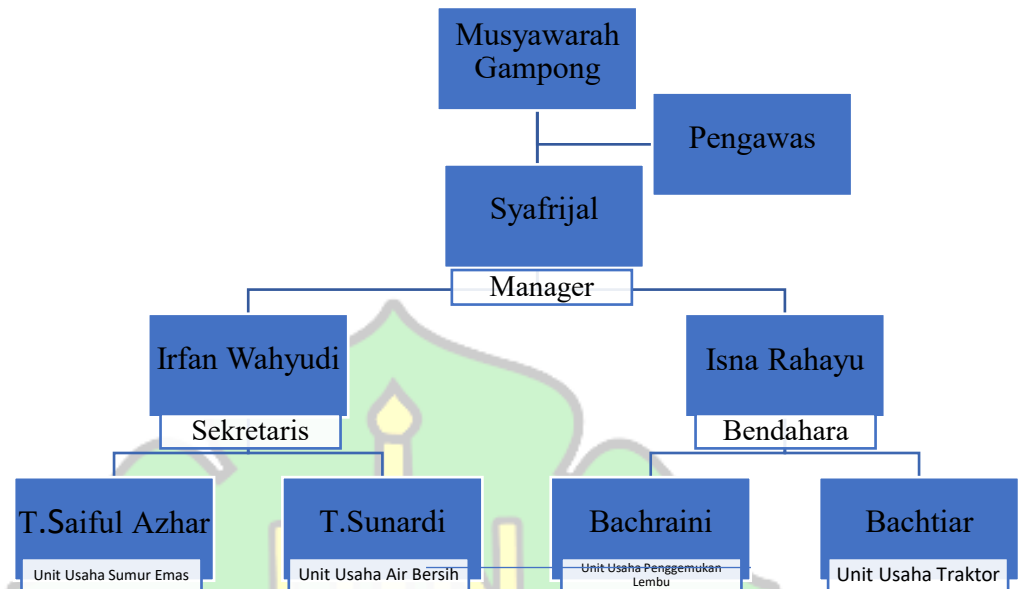 Musyawarah
Gampong
Pengawas
Syafrijal
Manager
Irfan Wahyudi
Isna Rahayu
Sekretaris
Bendahara
T.Saiful Azhar
T.Sunardi
Bachraini
Bachtiar
Unit Usaha Sumur Emas
Unit Usaha Air Bersih
Unit Usaha Penggemukan
Lembu
Unit Usaha Traktor